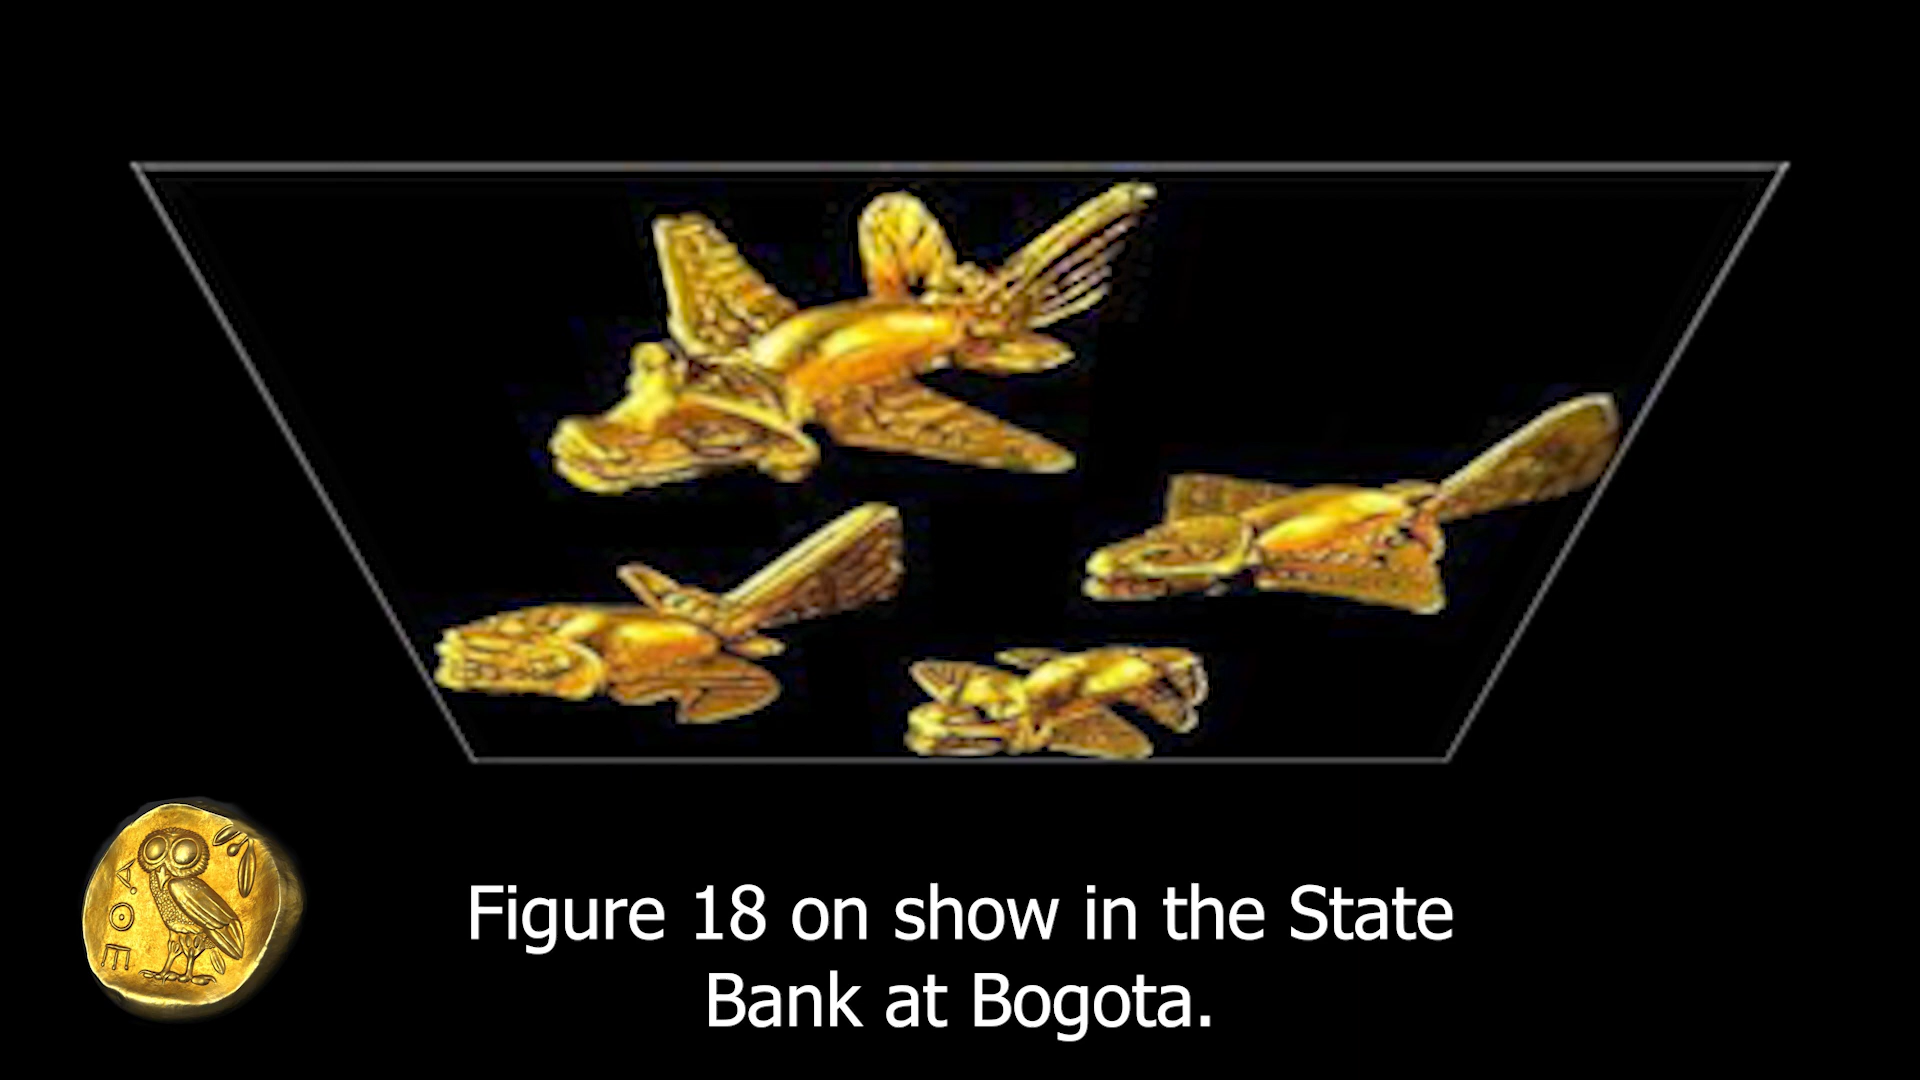 Α
Θ
Ε
Figure 18 on show in the State
Bank at Bogota.